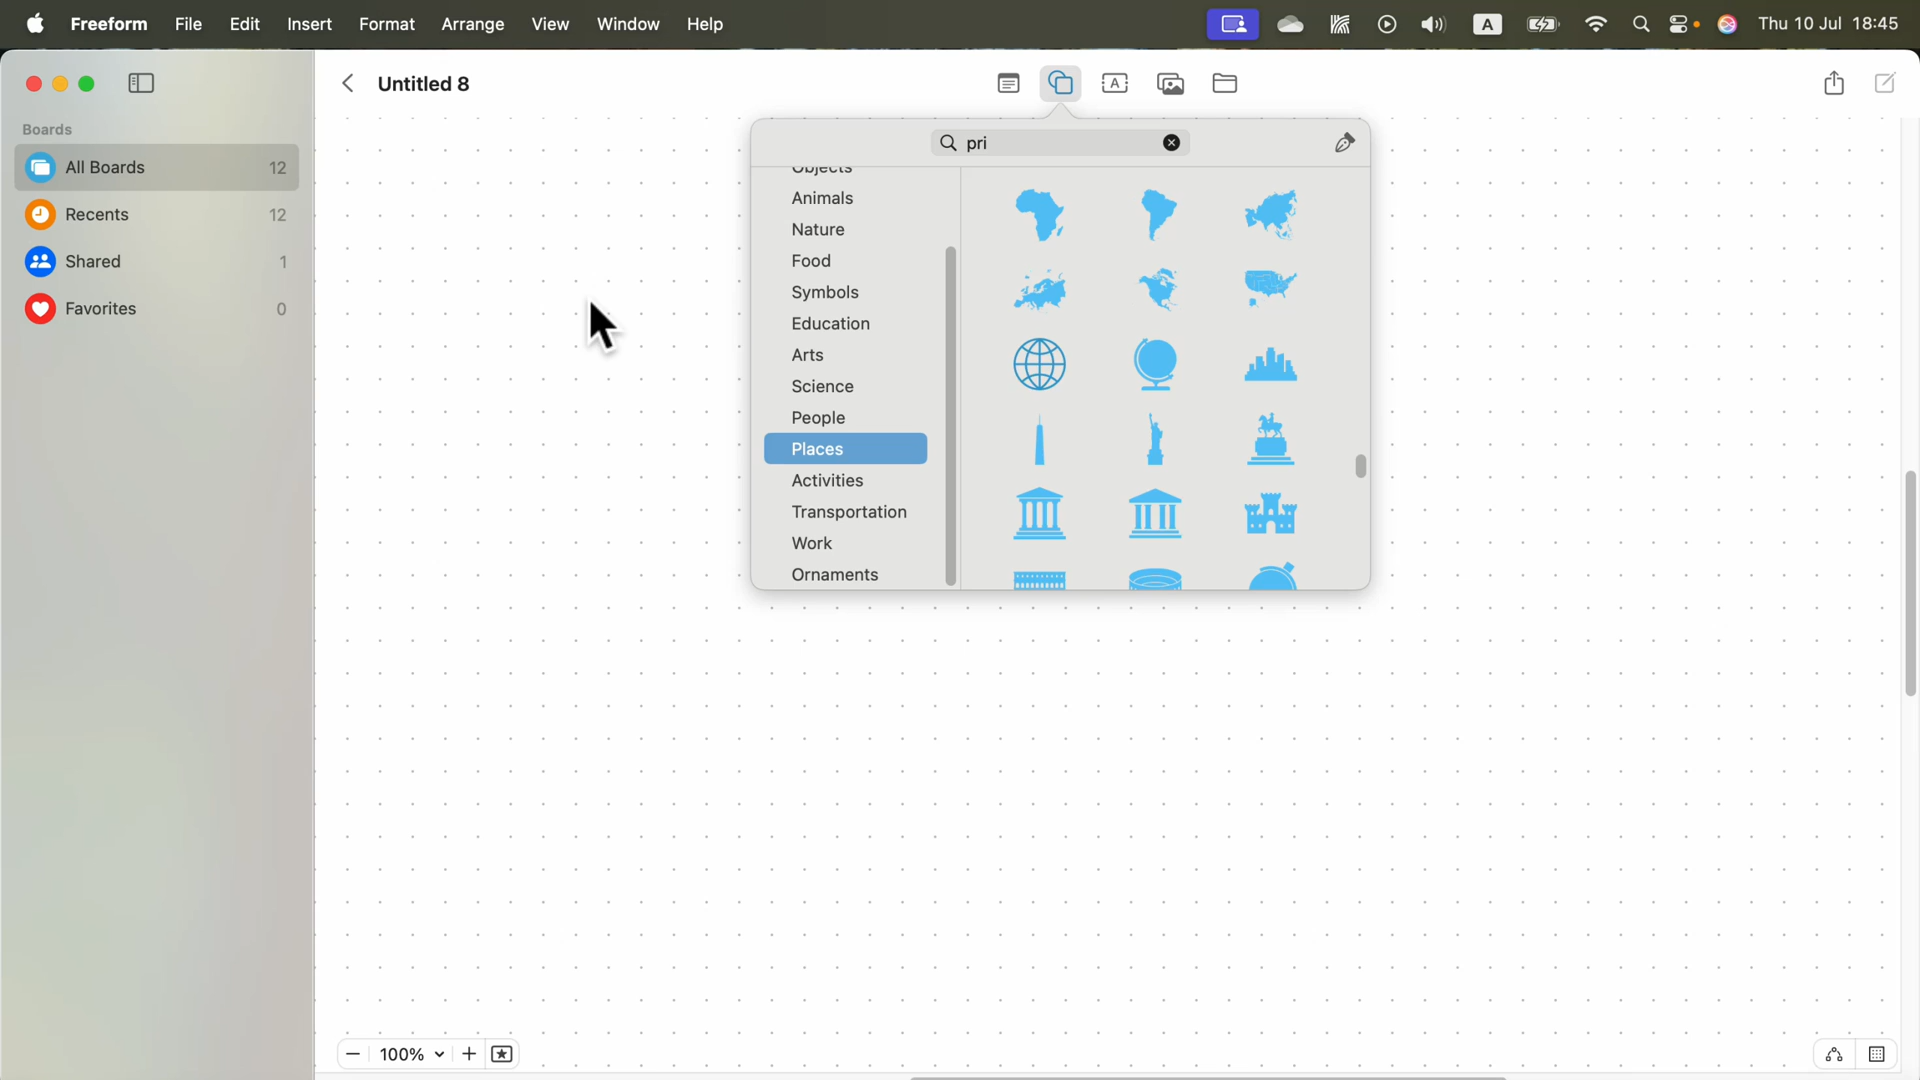 Freeform File Edit Insert Format Arrange View Window Help A Thu 10 Jul 18:45
Untitled 8
A
Boards
All Boards 12
Recents 12
Shared 1
Favorites 0
pri
Objects
Animals
Nature
Food
Symbols
Education
Arts
Science
People
Places
Activities
Transportation
Work
Ornaments
100%